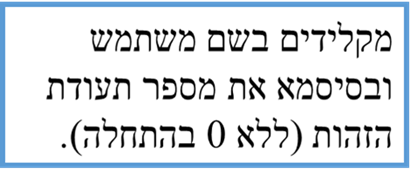 מקלידים בשם משתמש
ובסיסמא את מספר תעודת
הזהות (ללא 0 בהתחלה).